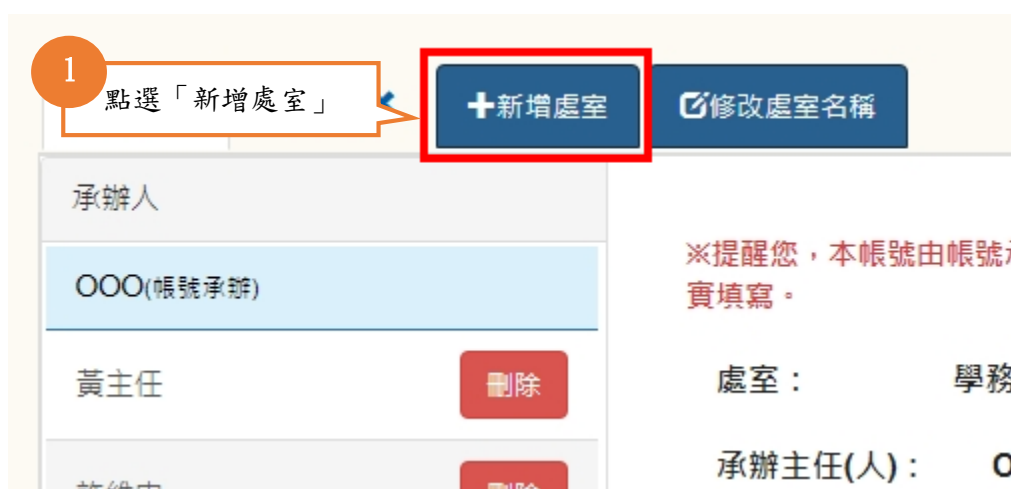 1
點選「新增處室」
新增處室
修改處室名稱
承辦人
OOO(帳號承辦)
※提醒您，本帳號由帳號
實填寫。
黃主任
刪除
處室：
學務
承辦主任(人)：
刪除